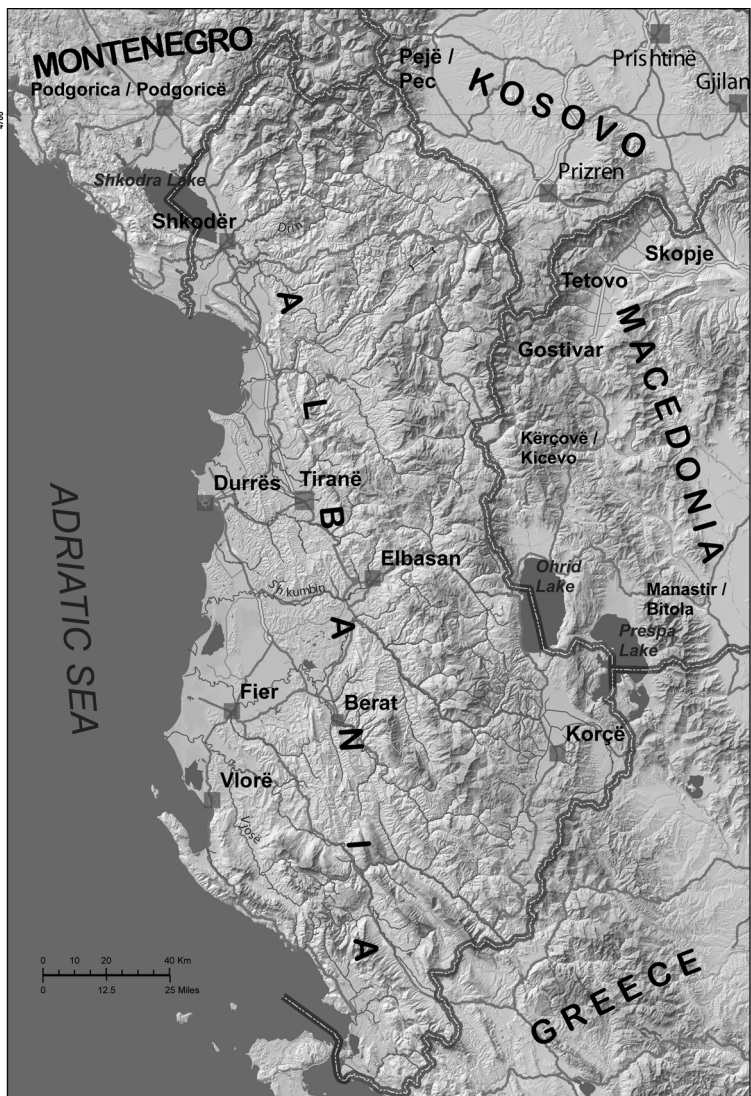 MONTENEGRO
Podgorica / Podgoricë
Pejë /
Pec
Prishtinë
Gjilan
KOSOVO
Prizren
Shkodra Lake
Shkodër
Drin
Skopje
Tetovo
Gostivar
MACEDONIA
Kërçovë /
Kicevo
ALBANIA
Durrës
Tiranë
ADRIATIC SEA
Elbasan
Shkumbin
Ohrid
Lake
Manastir /
Bitola
Prespa
Lake
Fier
Berat
Korçë
Vlorë
Vjosë
0 10 20 40 Km
0 12.5 25 Miles
GREECE